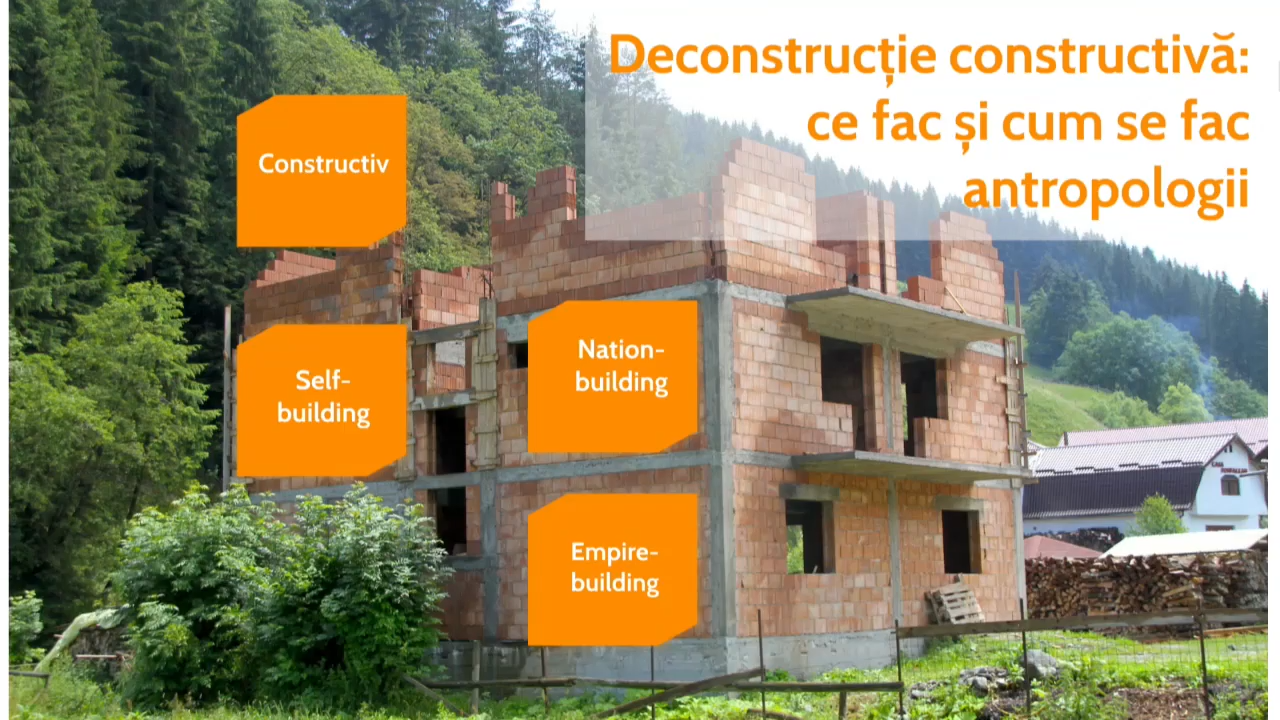 Deconstrucție constructivă:
ce fac și cum se fac
antropologii
Constructiv
Self-
building
Nation-
building
Empire-
building